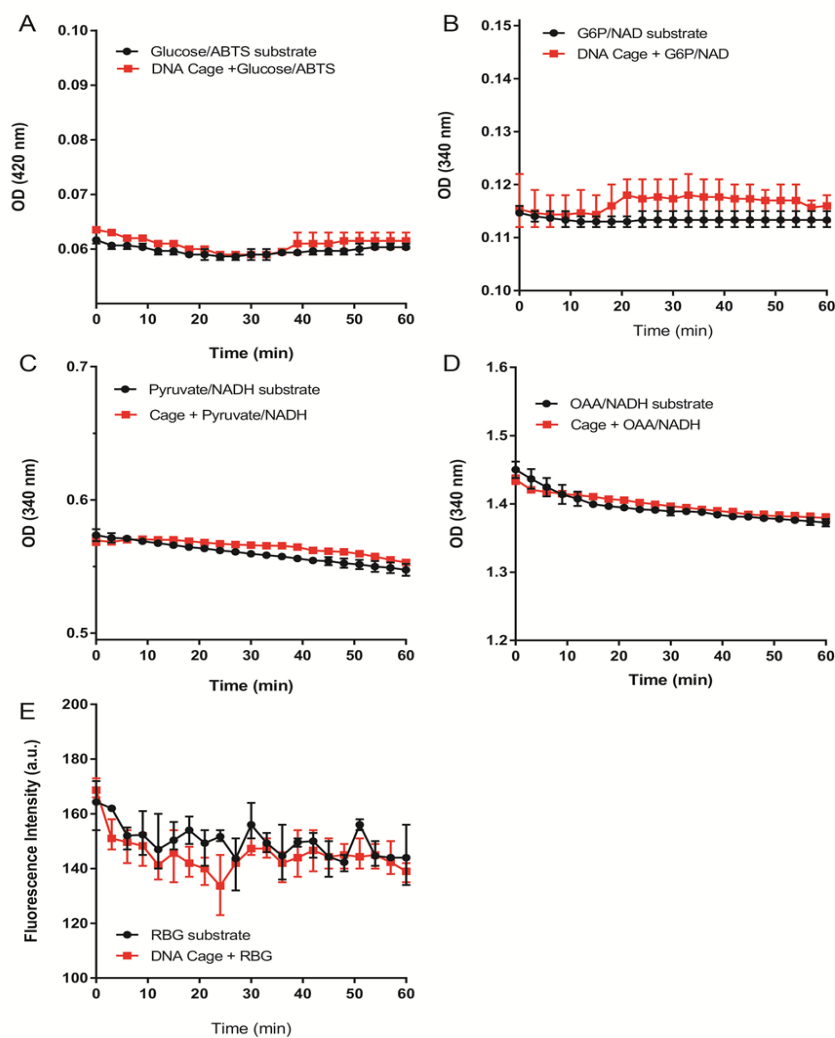 A
0.10
0.09
0.08
0.07
0.06
OD (420 nm)
Glucose/ABTS substrate
DNA Cage +Glucose/ABTS
0 10 20 30 40 50 60
Time (min)
B
0.15
0.14
0.13
0.12
0.11
0.10
OD (340 nm)
G6P/NAD substrate
DNA Cage + G6P/NAD
0 10 20 30 40 50 60
Time (min)
C
0.7
0.6
0.5
OD (340 nm)
Pyruvate/NADH substrate
Cage + Pyruvate/NADH
0 10 20 30 40 50 60
Time (min)
D
1.6
1.5
1.4
1.3
1.2
OD (340 nm)
OAA/NADH substrate
Cage + OAA/NADH
0 10 20 30 40 50 60
Time (min)
E
200
180
160
140
120
100
Fluorescence Intensity (a.u.)
RBG substrate
DNA Cage + RBG
0 10 20 30 40 50 60
Time (min)